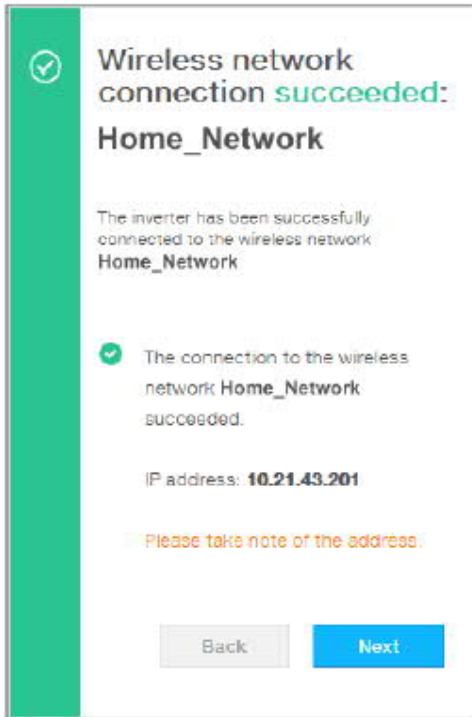 Wireless network
connection succeeded:
Home_Network
The inverter has been successfully
connected to the wireless network
Home_Network
The connection to the wireless
network Home_Network
succeeded.
IP address: 10.21.43.201
Please take note of the address.
Back
Next